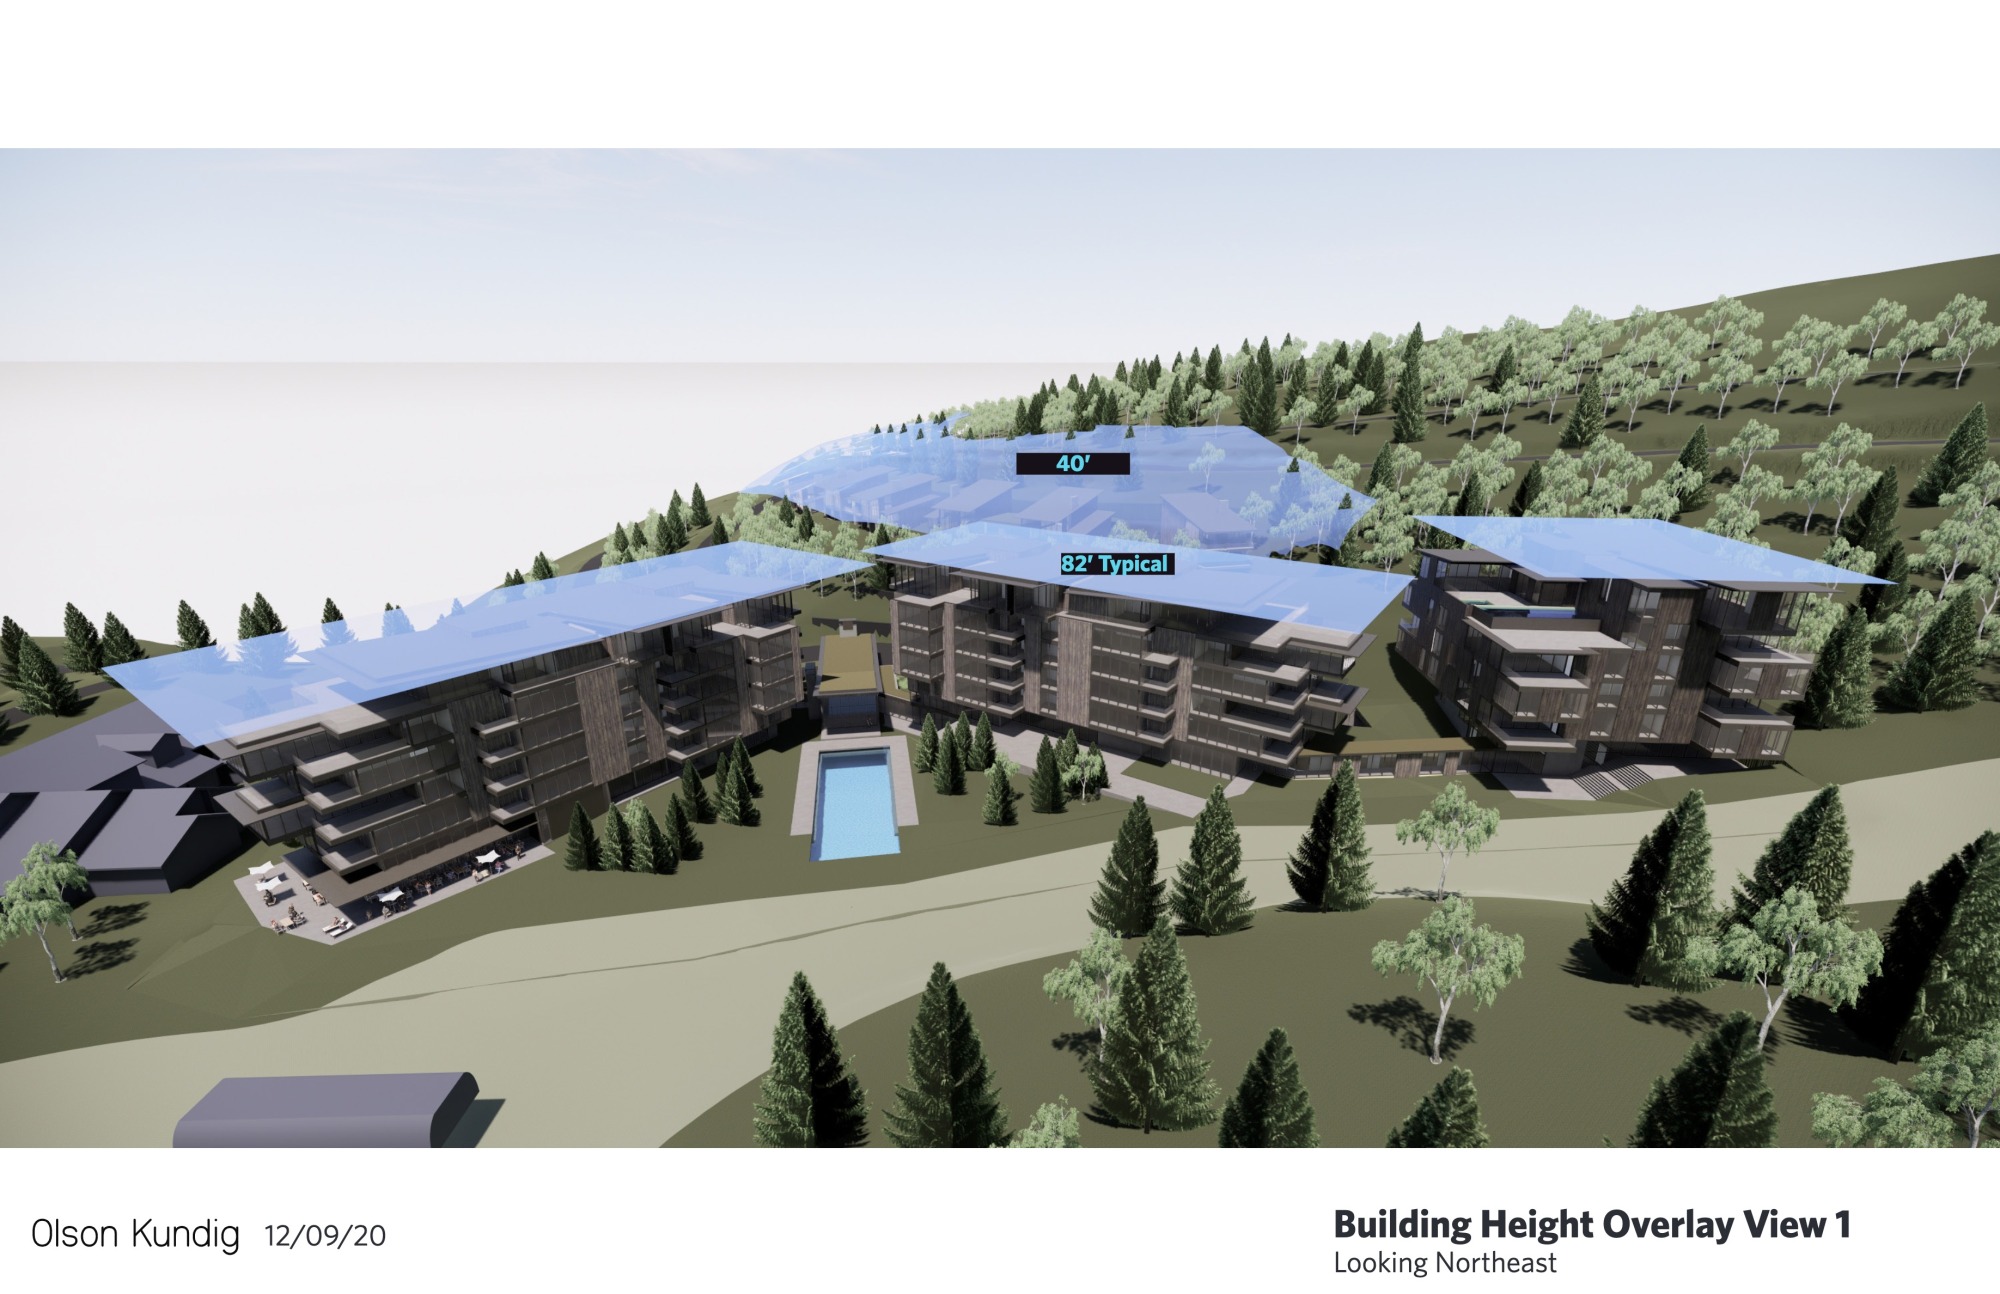 40′
82′ Typical
Olson Kundig 12/09/20
Building Height Overlay View 1
Looking Northeast